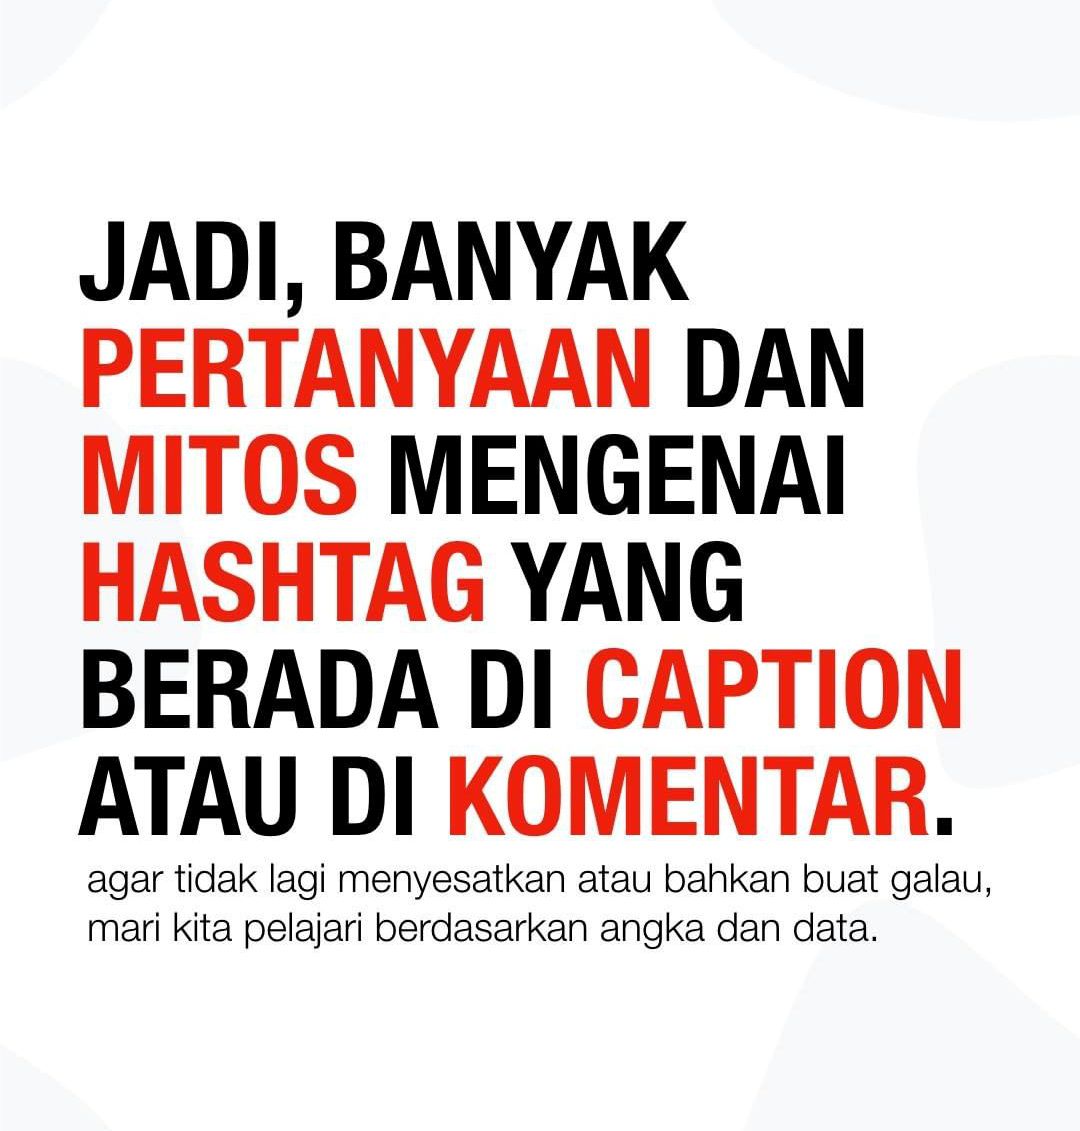 JADI, BANYAK
PERTANYAAN DAN
MITOS MENGENAI
HASHTAG YANG
BERADA DI CAPTION
ATAU DI KOMENTAR.
agar tidak lagi menyesatkan atau bahkan buat galau,
mari kita pelajari berdasarkan angka dan data.